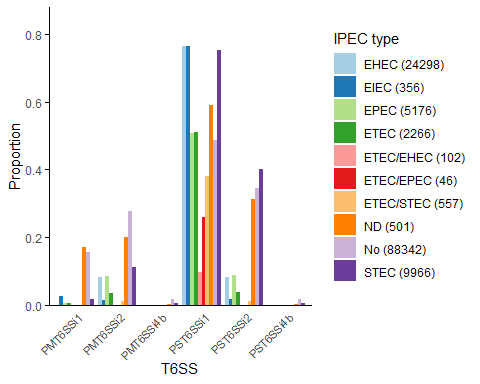 IPEC type
EHEC (24298)
EIEC (356)
EPEC (5176)
ETEC (2266)
ETEC/EHEC (102)
ETEC/EPEC (46)
ETEC/STEC (557)
ND (501)
No (88342)
STEC (9966)
Proportion
0.8
0.6
0.4
0.2
0.0
PMT6SSi1
PMT6SSi2
PMT6SSi4b
PST6SSi1
PST6SSi2
PST6SSi4b
T6SS